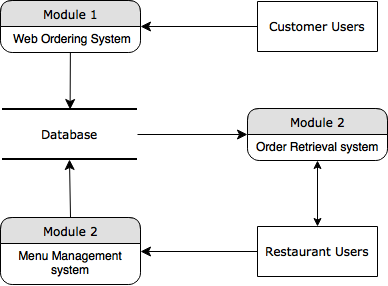 Module 1
Web Ordering System
Customer Users
Database
Module 2
Order Retrieval system
Module 2
Menu Management
system
Restaurant Users